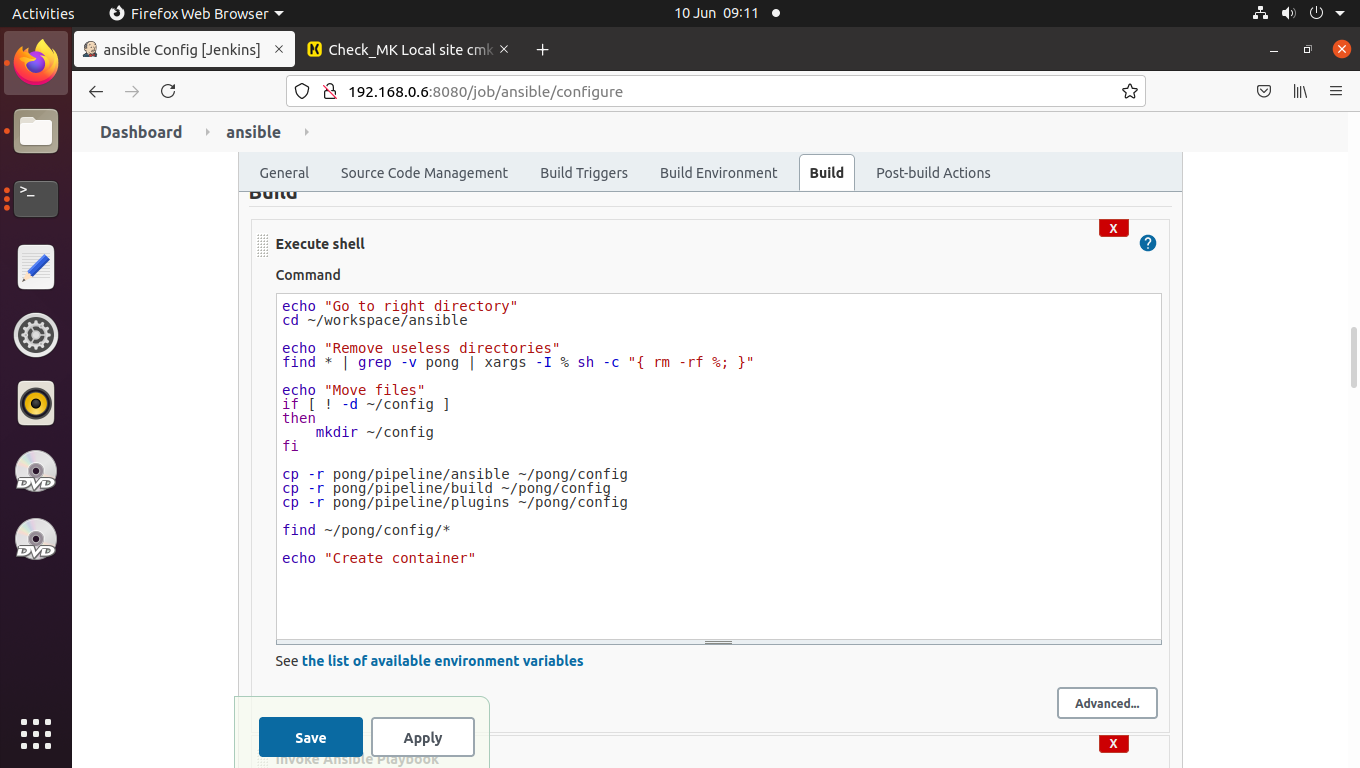 Activities
Firefox Web Browser
10 Jun 09:11
ansible Config [Jenkins]
Check_MK Local site cmk
192.168.0.6:8080/job/ansible/configure
Dashboard
ansible
General
Source Code Management
Build Triggers
Build Environment
Build
Post-build Actions
Build
X
Execute shell
?
Command
echo "Go to right directory"
cd ~/workspace/ansible
echo "Remove useless directories"
find * | grep -v pong | xargs -I % sh -c "{ rm -rf %; }"
echo "Move files"
if [ ! -d ~/config ]
then
    mkdir ~/config
fi
cp -r pong/pipeline/ansible ~/pong/config
cp -r pong/pipeline/build ~/pong/config
cp -r pong/pipeline/plugins ~/pong/config
find ~/pong/config/*
echo "Create container"
See the list of available environment variables
Advanced...
Save
Apply
X
Invoke Ansible Playbook
>_
DVD
DVD